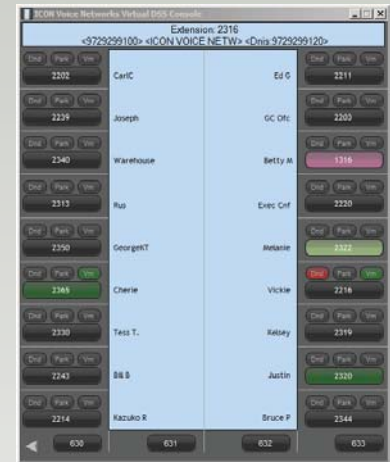 ICON Voice Networks Virtual DSS Console
Extension: 2316
<9729299100> <ICON VOICE NETW> <Dnis:9729299120>
Dnd Park Vm Dnd Park Vm
2202 CarlC Ed G 2211
Dnd Park Vm Dnd Park Vm
2239 Joseph GC Ofc 2203
Dnd Park Vm Dnd Park Vm
2340 Warehouse Betty M 1316
Dnd Park Vm Dnd Park Vm
2313 Rus Exec Cnf 2220
Dnd Park Vm Dnd Park Vm
2350 GeorgeKT Melanie 2322
Dnd Park Vm Dnd Park Vm
2365 Cherie Vickie 2216
Dnd Park Vm Dnd Park Vm
2330 Tess T. Kelsey 2319
Dnd Park Vm Dnd Park Vm
2243 Bill B Justin 2320
Dnd Park Vm Dnd Park Vm
2214 Kazuko R Bruce P 2344
630 631 632 633